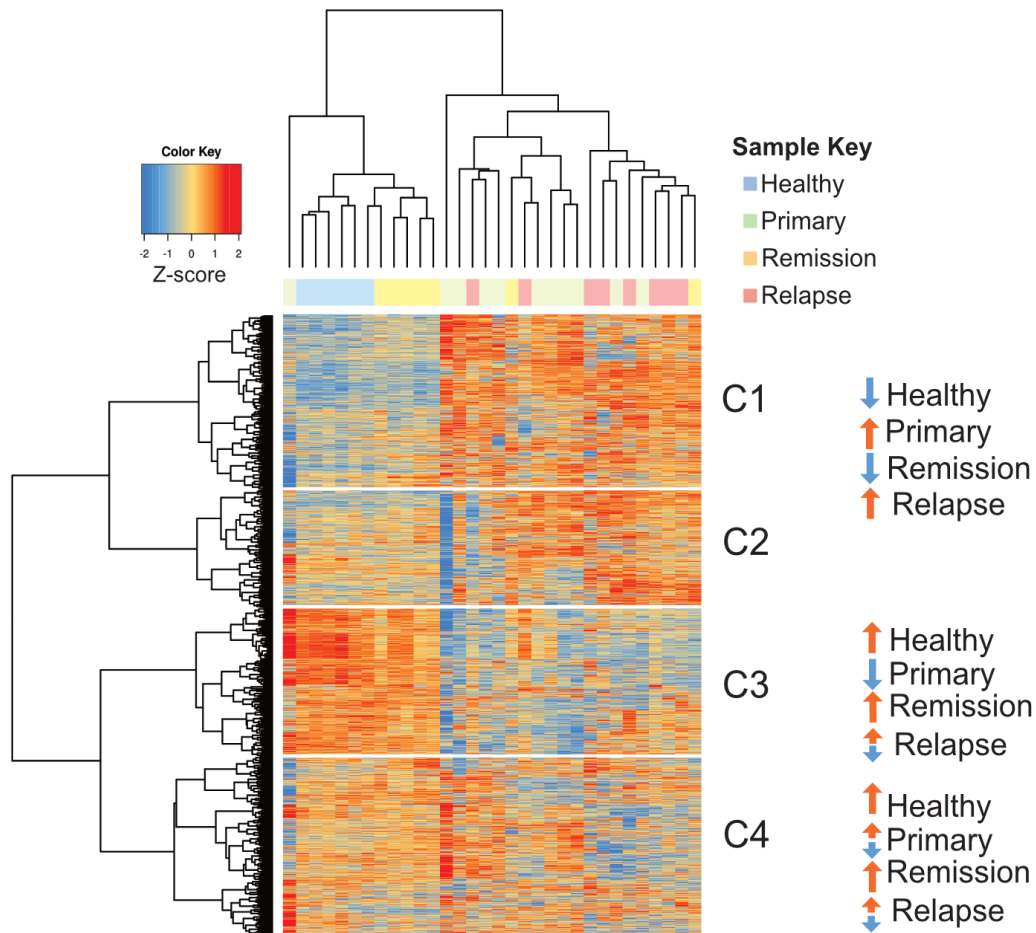 Color Key
-2 -1 0 1 2
Z-score
Sample Key
Healthy
Primary
Remission
Relapse
C1
Healthy
Primary
Remission
Relapse
C2
C3
Healthy
Primary
Remission
Relapse
C4
Healthy
Primary
Remission
Relapse